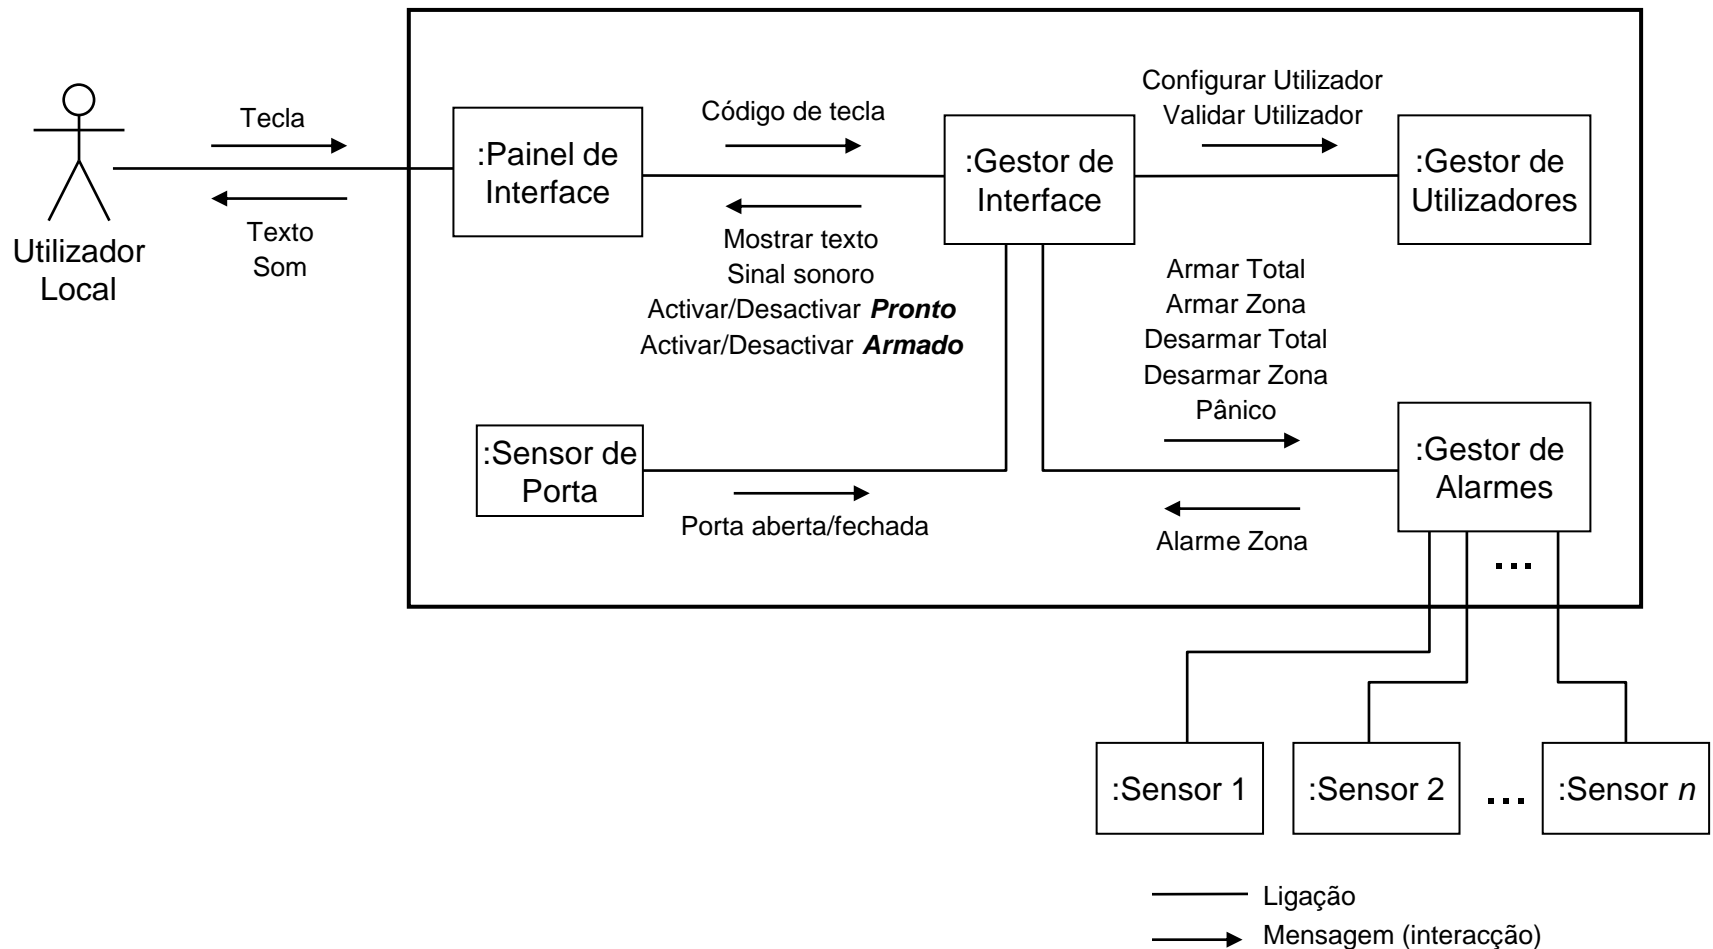 Utilizador
Local
Tecla
Texto
Som
:Painel de
Interface
Código de tecla
Mostrar texto
Sinal sonoro
Activar/Desactivar Pronto
Activar/Desactivar Armado
:Gestor de
Interface
Configurar Utilizador
Validar Utilizador
:Gestor de
Utilizadores
Armar Total
Armar Zona
Desarmar Total
Desarmar Zona
Pânico
:Sensor de
Porta
Porta aberta/fechada
Alarme Zona
:Gestor de
Alarmes
...
:Sensor 1
:Sensor 2
...
:Sensor n
Ligação
Mensagem (interacção)